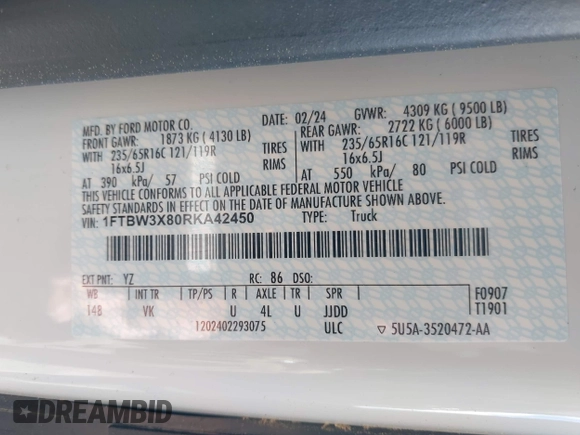 MFD. BY FORD MOTOR CO. DATE: 02/24 GVWR: 4309 KG ( 9500 LB)
FRONT GAWR: 1873 KG ( 4130 LB) REAR GAWR: 2722 KG ( 6000 LB)
WITH 235/65R16C 121/119R TIRES WITH 235/65R16C 121/119R TIRES
16x6.5J RIMS 16x6.5J RIMS
AT 390 kPa/ 57 PSI COLD AT 550 kPa/ 80 PSI COLD
THIS VEHICLE CONFORMS TO ALL APPLICABLE FEDERAL MOTOR VEHICLE
SAFETY STANDARDS IN EFFECT ON THE DATE OF MANUFACTURE SHOWN ABOVE
VIN: 1FTBW3X80RKA42450 TYPE: Truck
EXT PNT: YZ RC: 86 DSO:
WB INT TR TP/PS R AXLE TR SPR F0907
148 VK U 4L U JJDD T1901
1202402293075 ULC ▽ 5U5A-3520472-AA
DREAMBID